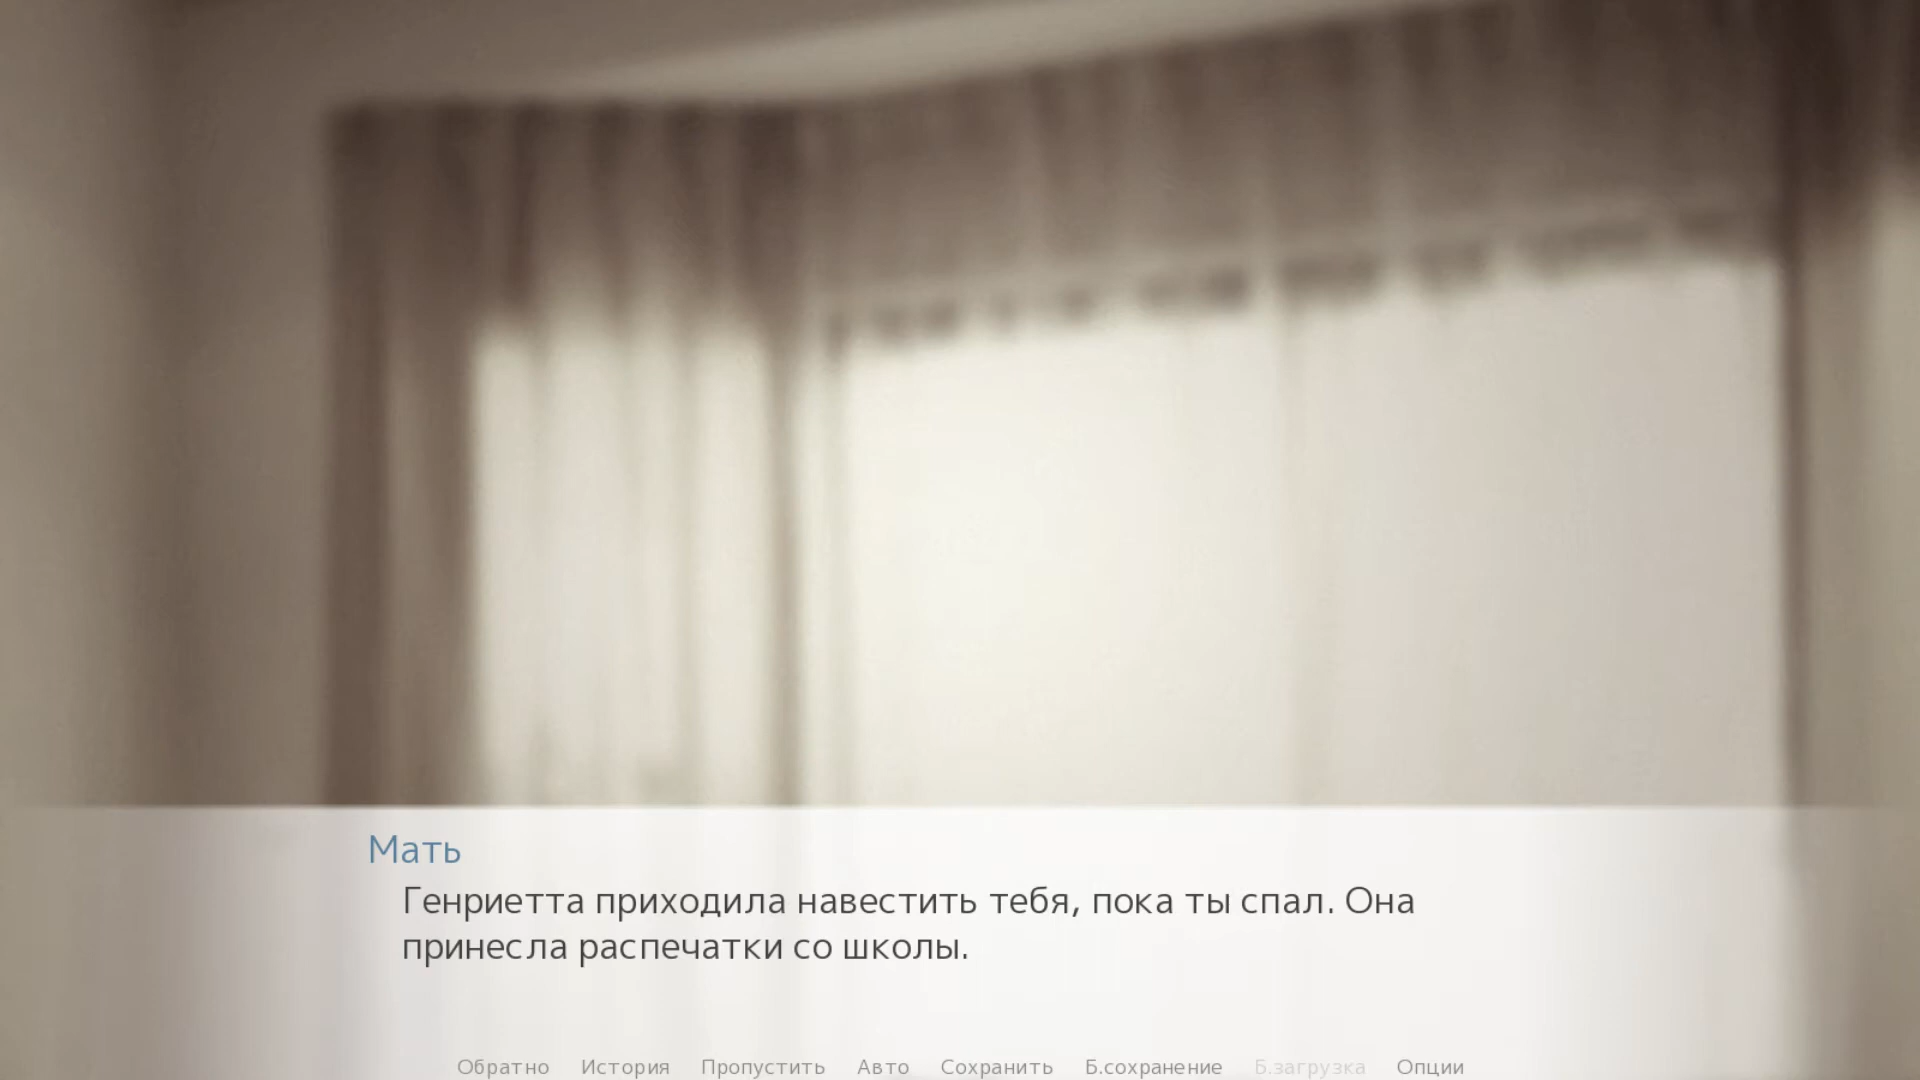 Мать
Генриетта приходила навестить тебя, пока ты спал. Она
принесла распечатки со школы.
Обратно История Пропустить Авто Сохранить Б.сохранение Б.загрузка Опции